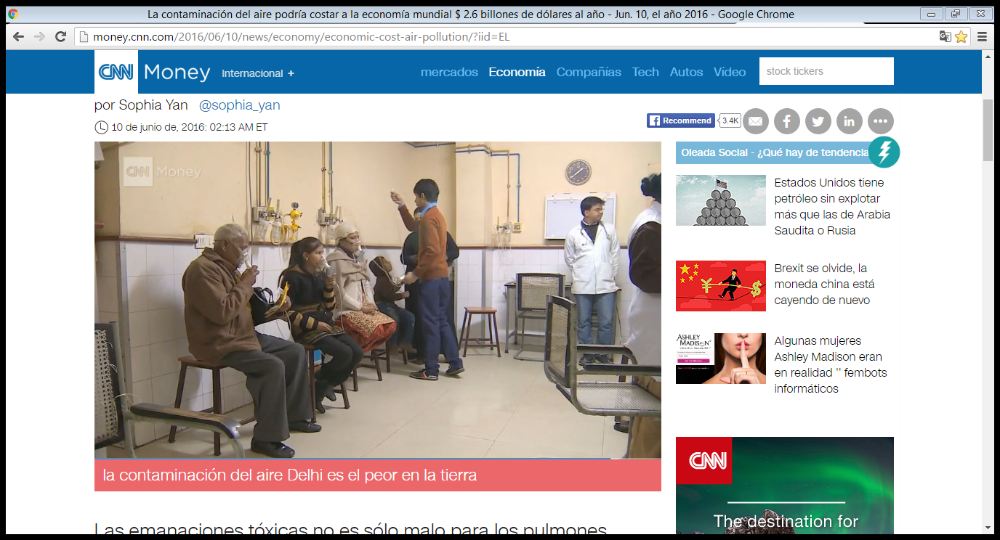 La contaminación del aire podría costar a la economía mundial $ 2.6 billones de dólares al año - Jun. 10, el año 2016 - Google Chrome
money.cnn.com/2016/06/10/news/economy/economic-cost-air-pollution/?iid=EL
CNN Money Internacional + mercados Economía Compañías Tech Autos Vídeo stock tickers
por Sophia Yan @sophia_yan
10 de junio de, 2016: 02:13 AM ET
Recommend 3.4K
CNN Money
la contaminación del aire Delhi es el peor en la tierra
Las emanaciones tóxicas no es sólo malo para los pulmones
Oleada Social - ¿Qué hay de tendencia
Estados Unidos tiene
petróleo sin explotar
más que las de Arabia
Saudita o Rusia
Brexit se olvide, la
moneda china está
cayendo de nuevo
ASHLEY
MADISON
Algunas mujeres
Ashley Madison eran
en realidad '' fembots
informáticos
CNN
The destination for